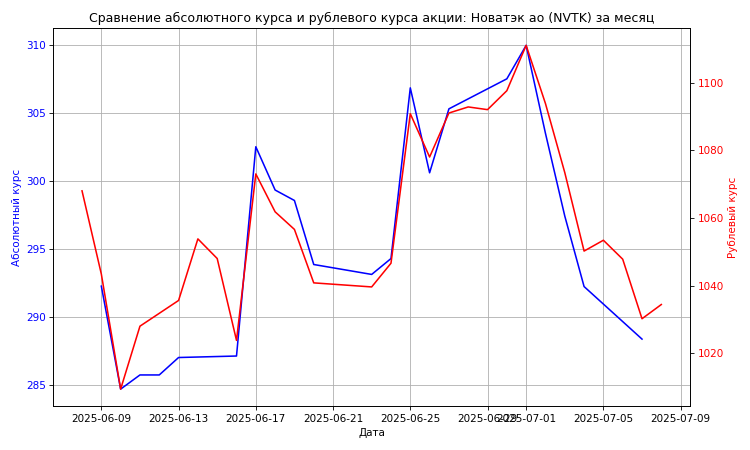 Сравнение абсолютного курса и рублевого курса акции: Новатэк ао (NVTK) за месяц
Абсолютный курс
310
305
300
295
290
285
1100
1080
1060
1040
1020
Рублевый курс
2025-06-09 2025-06-13 2025-06-17 2025-06-21 2025-06-25 2025-06-29 2025-07-01 2025-07-05 2025-07-09
Дата